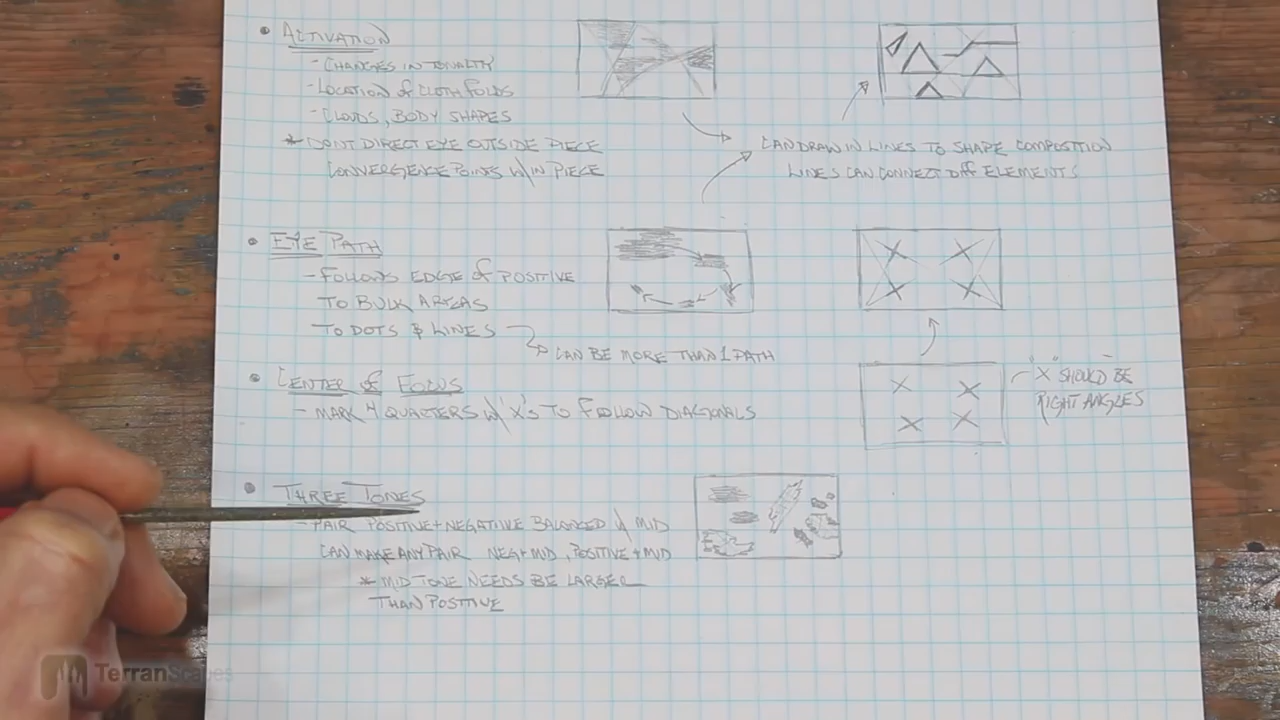 • ACTIVATION
- CHANGES IN TONALITY
- LOCATION of CLOTH FOLDS
- CLOUDS, BODY SHAPES
* DONT DIRECT EYE OUTSIDE PIECE
CONVERGENCE POINTS W/IN PIECE
CAN DRAW IN LINES TO SHAPE COMPOSITION
LINES CAN CONNECT Diff ELEMENTS
• EYE PATH
- FOLLOWS EDGE of POSITIVE
TO BULK AREAS
TO DOTS & LINES
CAN BE MORE THAN 1 PATH
• CENTER of FOCUS
- MARK 4 QUARTERS W/ 'X's TO FOLLOW DIAGONALS
"X" SHOULD BE
RIGHT ANGLES
• THREE TONES
- PAIR POSITIVE + NEGATIVE BALANCED W/ MID
CAN MAKE ANY PAIR NEG + MID, POSITIVE + MID
* MID TONE NEEDS BE LARGER
THAN POSITIVE
TerranScapes